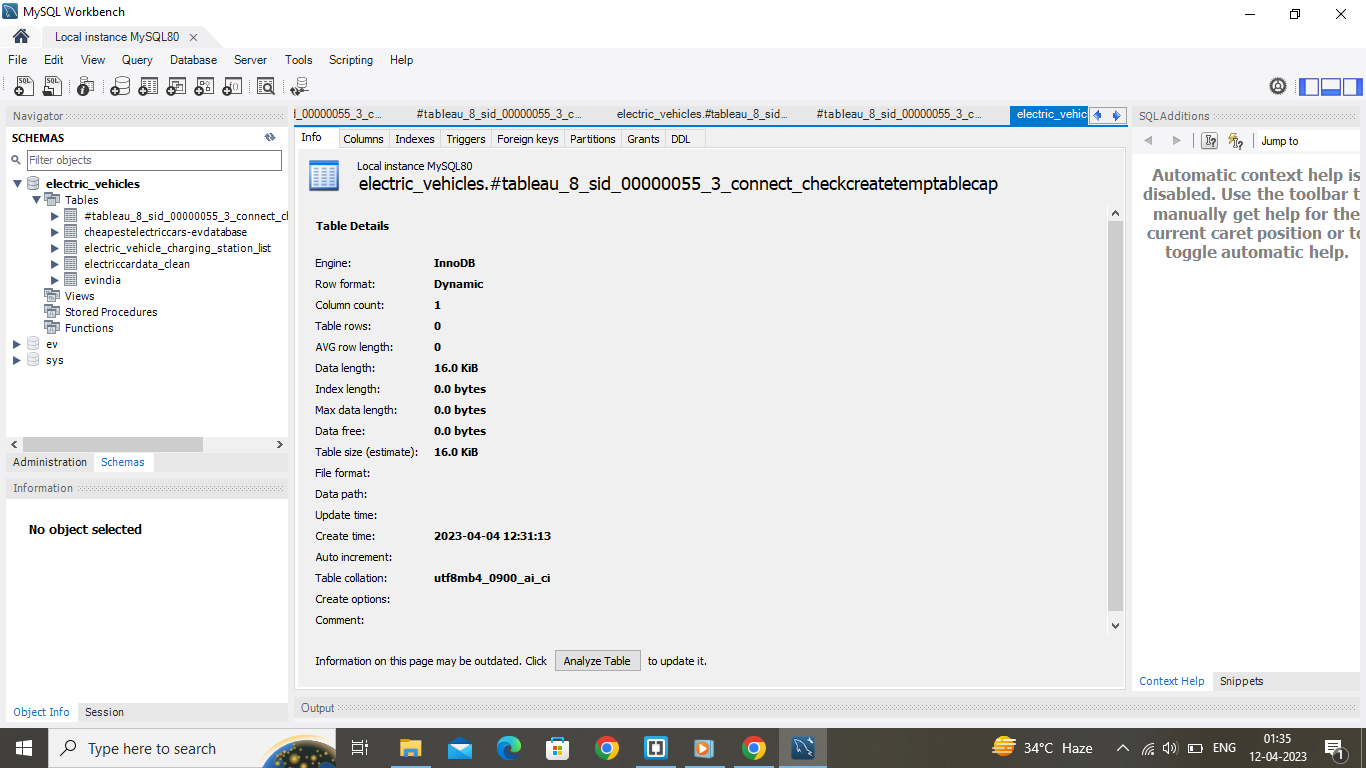 MySQL Workbench
Local instance MySQL80
File Edit View Query Database Server Tools Scripting Help
Navigator
SCHEMAS
Filter objects
electric_vehicles
Tables
#tableau_8_sid_00000055_3_connect_cl
cheapestelectriccars-evdatabase
electric_vehicle_charging_station_list
electriccardata_clean
evindia
Views
Stored Procedures
Functions
ev
sys
Administration Schemas
Information
No object selected
Object Info Session
l_00000055_3_c... #tableau_8_sid_00000055_3_c... electric_vehicles.#tableau_8_sid... #tableau_8_sid_00000055_3_c... electric_vehic
Info Columns Indexes Triggers Foreign keys Partitions Grants DDL
Local instance MySQL80
electric_vehicles.#tableau_8_sid_00000055_3_connect_checkcreatetemptablecap
Table Details
Engine: InnoDB
Row format: Dynamic
Column count: 1
Table rows: 0
AVG row length: 0
Data length: 16.0 KiB
Index length: 0.0 bytes
Max data length: 0.0 bytes
Data free: 0.0 bytes
Table size (estimate): 16.0 KiB
File format:
Data path:
Update time:
Create time: 2023-04-04 12:31:13
Auto increment:
Table collation: utf8mb4_0900_ai_ci
Create options:
Comment:
Information on this page may be outdated. Click Analyze Table to update it.
Output
SQLAdditions
Jump to
Automatic context help is
disabled. Use the toolbar t
manually get help for the
current caret position or to
toggle automatic help.
Context Help Snippets
Type here to search
34°C Haze
ENG
01:35
12-04-2023
1